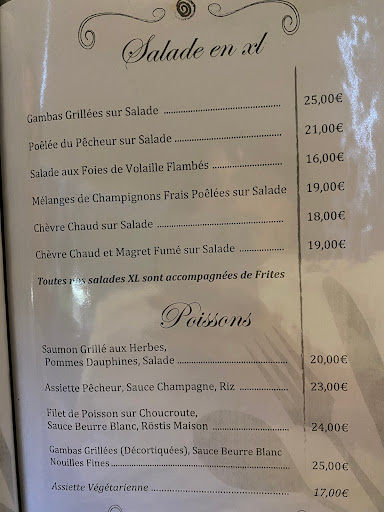 Salade en xl
Gambas Grillées sur Salade ........................ 25,00€
Poêlée du Pêcheur sur Salade ........................ 21,00€
Salade aux Foies de Volaille Flambés ........................ 16,00€
Mélanges de Champignons Frais Poêlées sur Salade 19,00€
Chèvre Chaud sur Salade ........................ 18,00€
Chèvre Chaud et Magret Fumé sur Salade ........................ 19,00€
Toutes nos salades XL sont accompagnées de Frites
Poissons
Saumon Grillé aux Herbes,
Pommes Dauphines, Salade ........................ 20,00€
Assiette Pêcheur, Sauce Champagne, Riz ........................ 23,00€
Filet de Poisson sur Choucroute,
Sauce Beurre Blanc, Röstis Maison ........................ 24,00€
Gambas Grillées (Décortiquées), Sauce Beurre Blanc
Nouilles Fines ........................ 25,00€
Assiette Végétarienne ........................ 17,00€